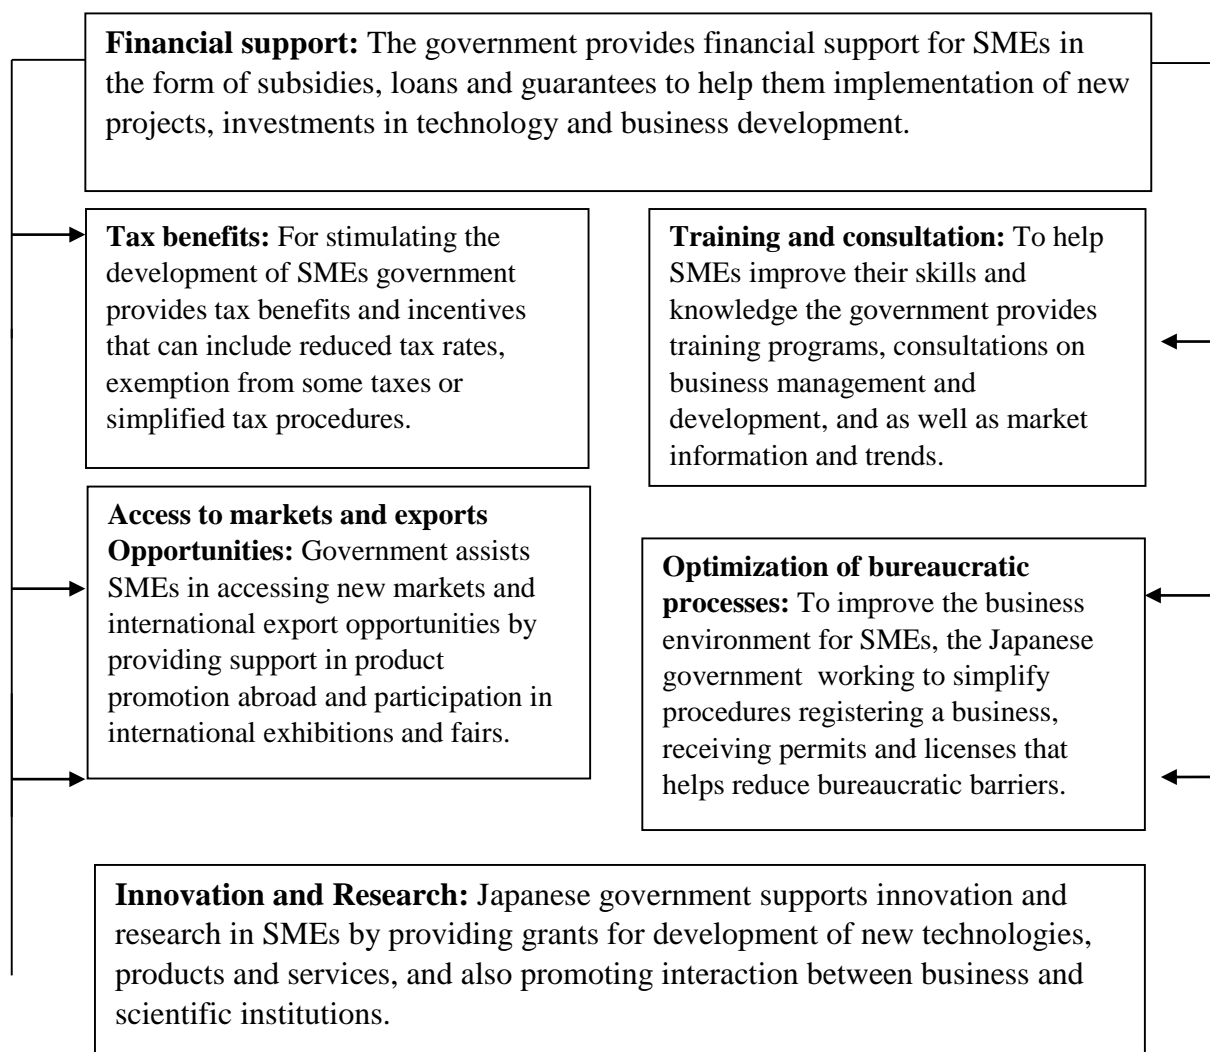 Financial support: The government provides financial support for SMEs in
the form of subsidies, loans and guarantees to help them implementation of new
projects, investments in technology and business development.
Tax benefits: For stimulating the
development of SMEs government
provides tax benefits and incentives
that can include reduced tax rates,
exemption from some taxes or
simplified tax procedures.
Training and consultation: To help
SMEs improve their skills and
knowledge the government provides
training programs, consultations on
business management and
development, and as well as market
information and trends.
Access to markets and exports
Opportunities: Government assists
SMEs in accessing new markets and
international export opportunities by
providing support in product
promotion abroad and participation in
international exhibitions and fairs.
Optimization of bureaucratic
processes: To improve the business
environment for SMEs, the Japanese
government  working to simplify
procedures registering a business,
receiving permits and licenses that
helps reduce bureaucratic barriers.
Innovation and Research: Japanese government supports innovation and
research in SMEs by providing grants for development of new technologies,
products and services, and also promoting interaction between business and
scientific institutions.